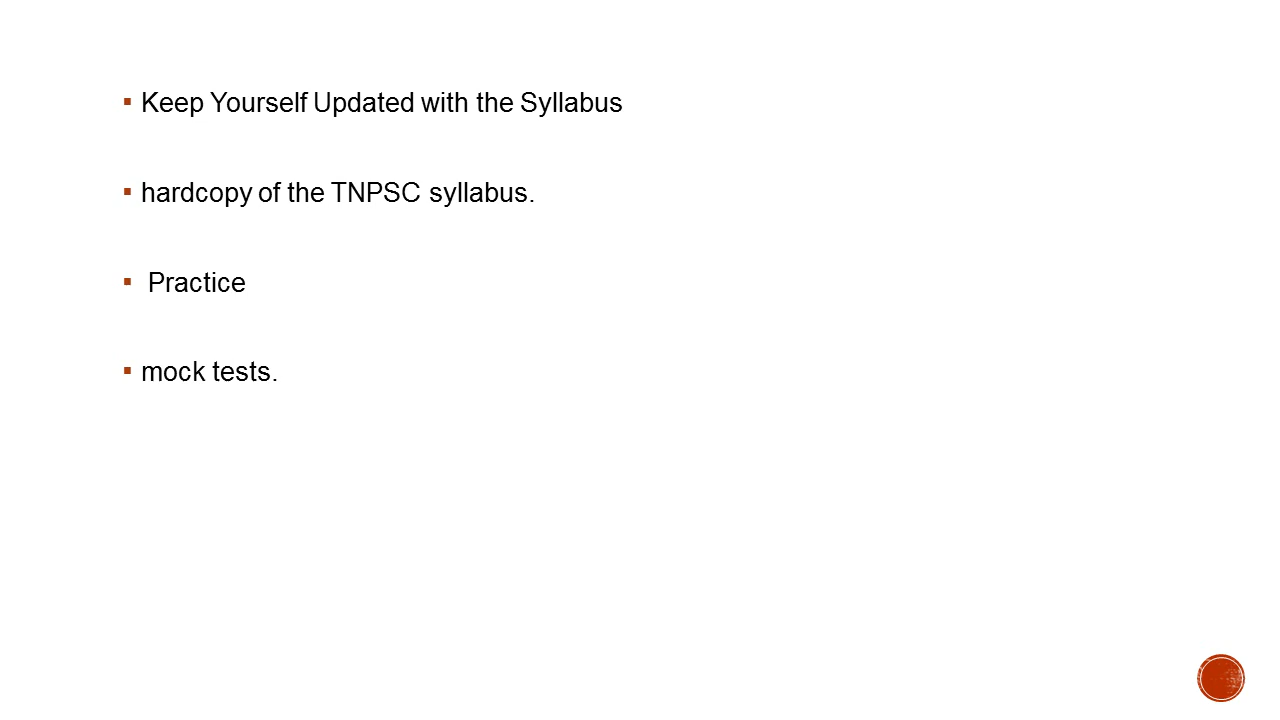 ▪ Keep Yourself Updated with the Syllabus
▪ hardcopy of the TNPSC syllabus.
▪ Practice
▪ mock tests.